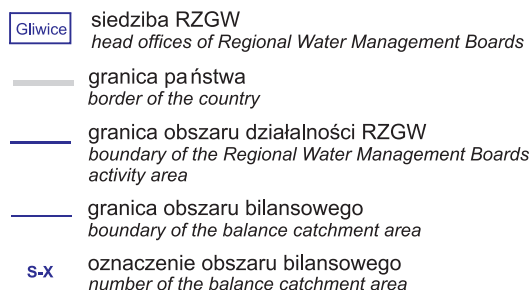 Gliwice
siedziba RZGW
head offices of Regional Water Management Boards
granica państwa
border of the country
granica obszaru działalności RZGW
boundary of the Regional Water Management Boards
activity area
granica obszaru bilansowego
boundary of the balance catchment area
S-X
oznaczenie obszaru bilansowego
number of the balance catchment area